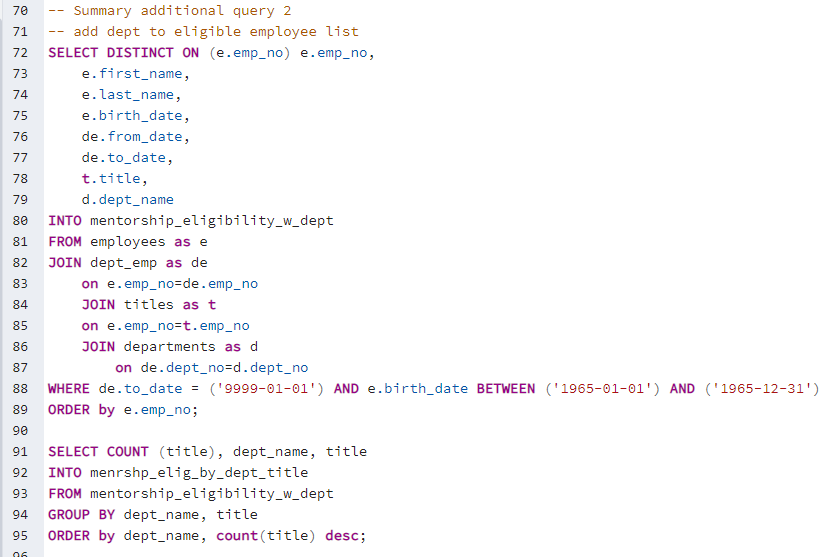 70 -- Summary additional query 2
71 -- add dept to eligible employee list
72 SELECT DISTINCT ON (e.emp_no) e.emp_no,
73     e.first_name,
74     e.last_name,
75     e.birth_date,
76     de.from_date,
77     de.to_date,
78     t.title,
79     d.dept_name
80 INTO mentorship_eligibility_w_dept
81 FROM employees as e
82 JOIN dept_emp as de
83     on e.emp_no=de.emp_no
84     JOIN titles as t
85     on e.emp_no=t.emp_no
86     JOIN departments as d
87         on de.dept_no=d.dept_no
88 WHERE de.to_date = ('9999-01-01') AND e.birth_date BETWEEN ('1965-01-01') AND ('1965-12-31')
89 ORDER by e.emp_no;
90
91 SELECT COUNT (title), dept_name, title
92 INTO menrshp_elig_by_dept_title
93 FROM mentorship_eligibility_w_dept
94 GROUP BY dept_name, title
95 ORDER by dept_name, count(title) desc;
96